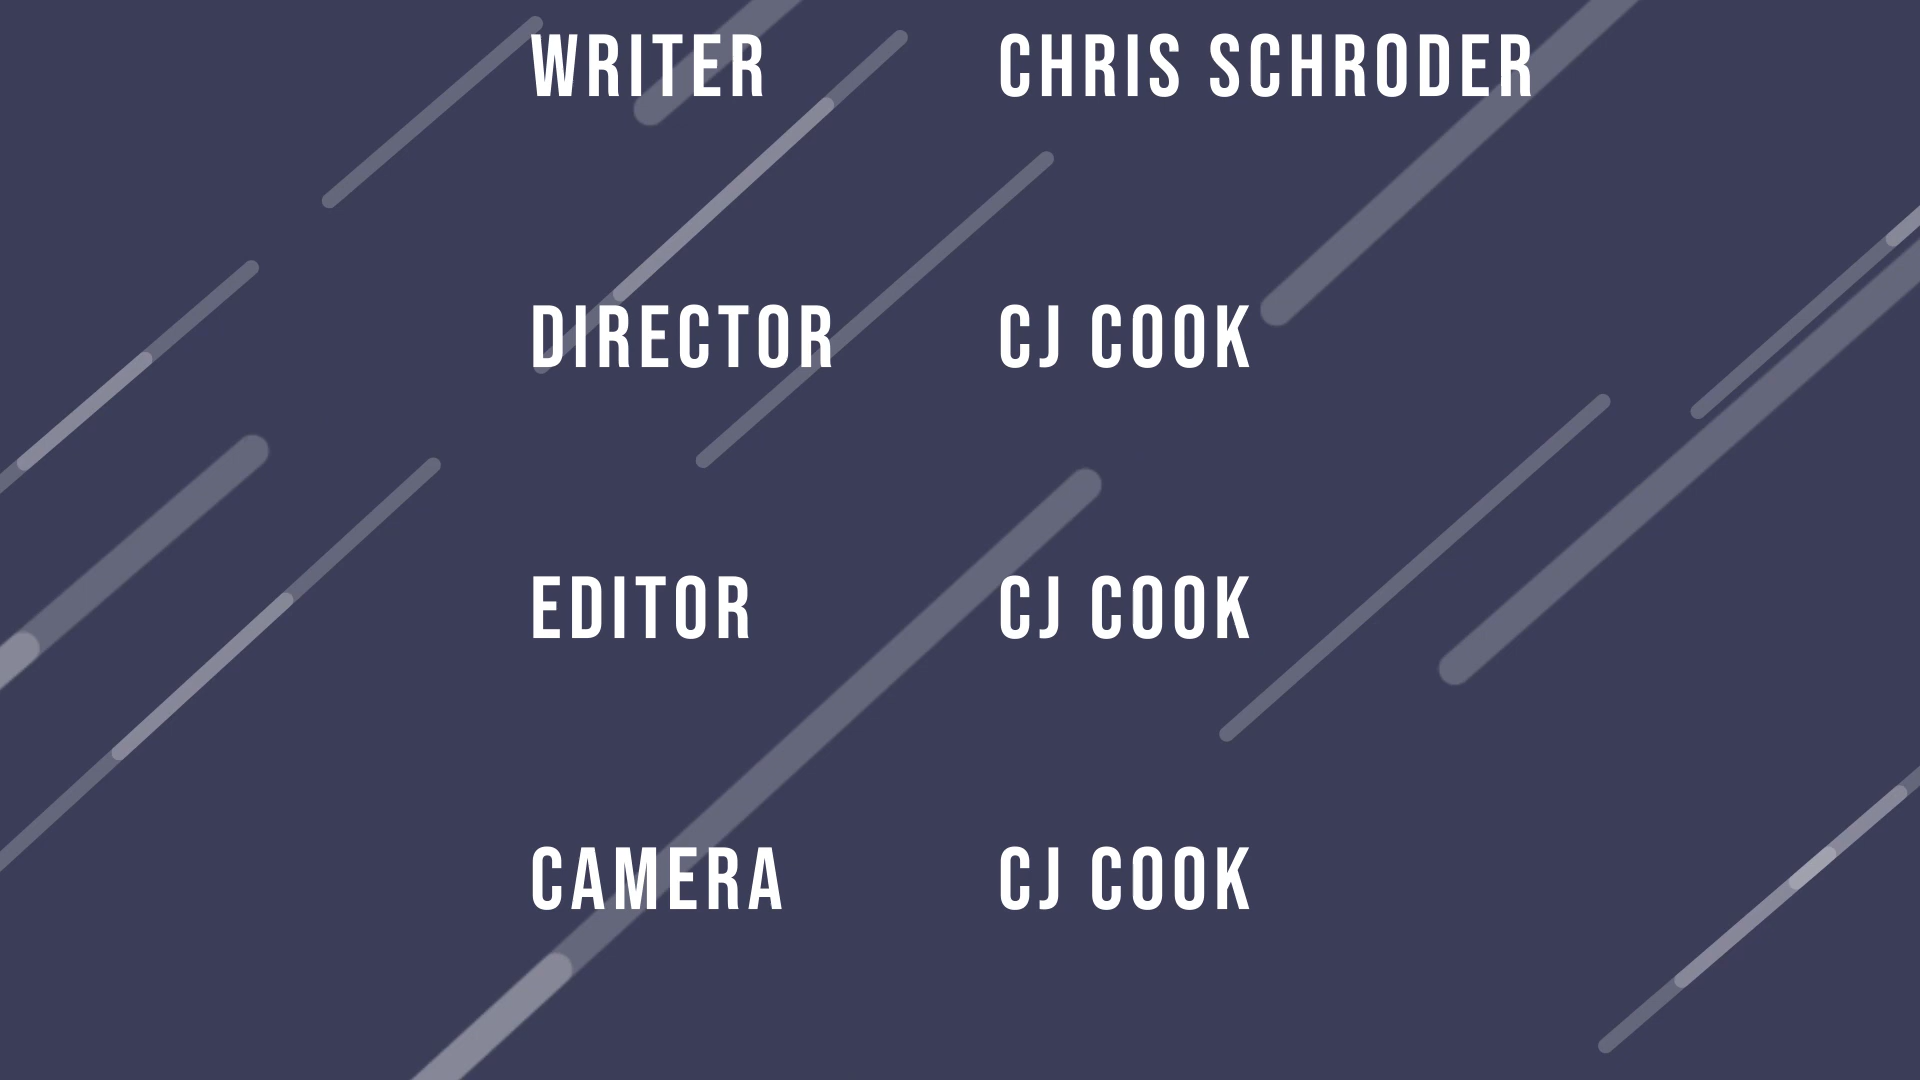 WRITER CHRIS SCHRODER
DIRECTOR CJ COOK
EDITOR CJ COOK
CAMERA CJ COOK